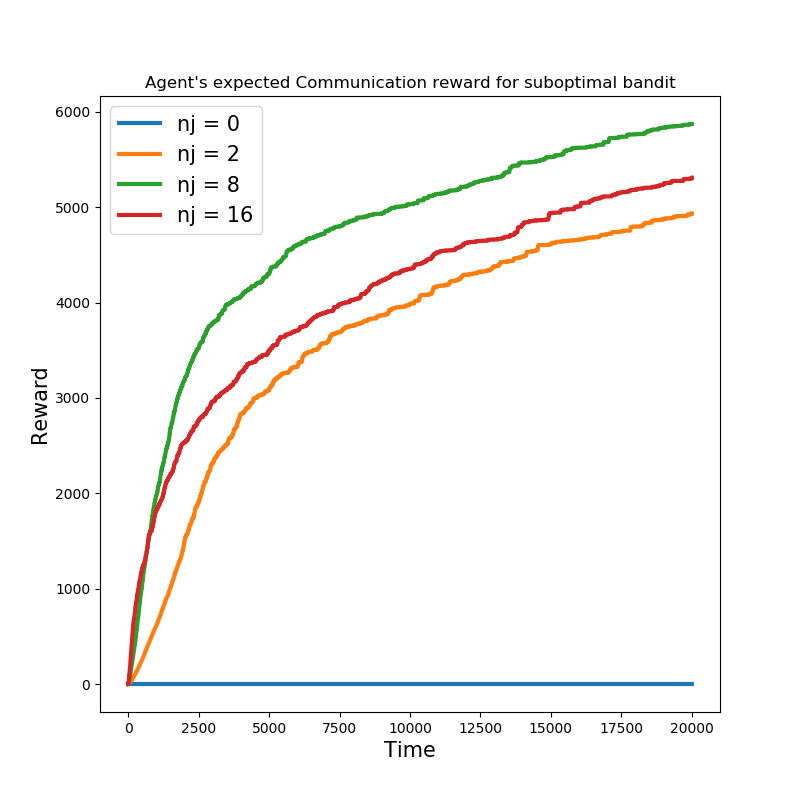 Agent's expected Communication reward for suboptimal bandit
6000
5000
4000
3000
2000
1000
0
Reward
nj = 0
nj = 2
nj = 8
nj = 16
0 2500 5000 7500 10000 12500 15000 17500 20000
Time